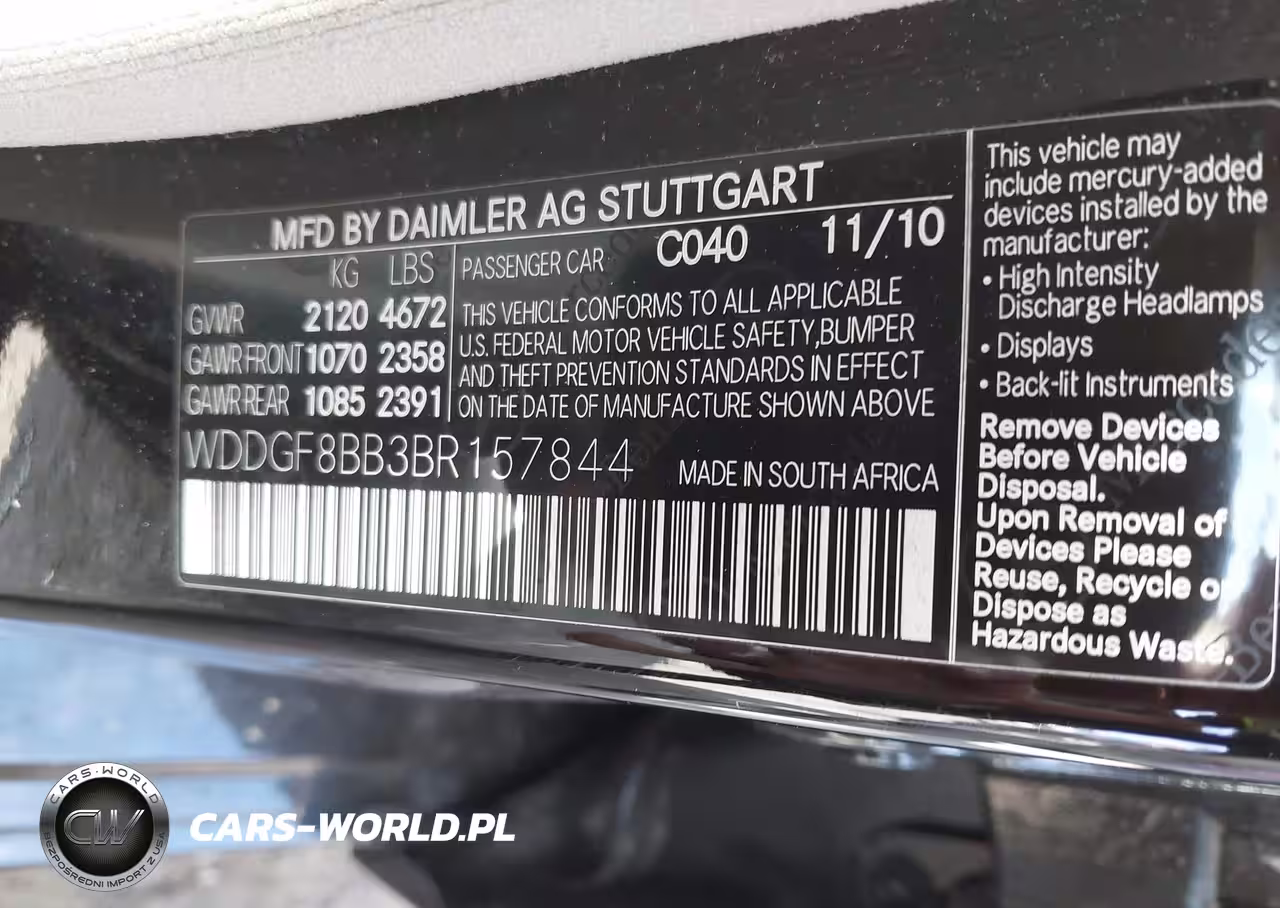 MFD BY DAIMLER AG STUTTGART
KG LBS
GVWR 2120 4672
GAWR FRONT 1070 2358
GAWR REAR 1085 2391
PASSENGER CAR C040 11/10
THIS VEHICLE CONFORMS TO ALL APPLICABLE
U.S. FEDERAL MOTOR VEHICLE SAFETY,BUMPER
AND THEFT PREVENTION STANDARDS IN EFFECT
ON THE DATE OF MANUFACTURE SHOWN ABOVE
WDDGF8BB3BR157844
MADE IN SOUTH AFRICA
This vehicle may
include mercury-added
devices installed by the
manufacturer:
• High Intensity
Discharge Headlamps
• Displays
• Back-lit Instruments
Remove Devices
Before Vehicle
Disposal.
Upon Removal of
Devices Please
Reuse, Recycle or
Dispose as
Hazardous Waste.
CARS-WORLD
CW
BEZPOŚREDNI IMPORT Z USA
CARS-WORLD.PL